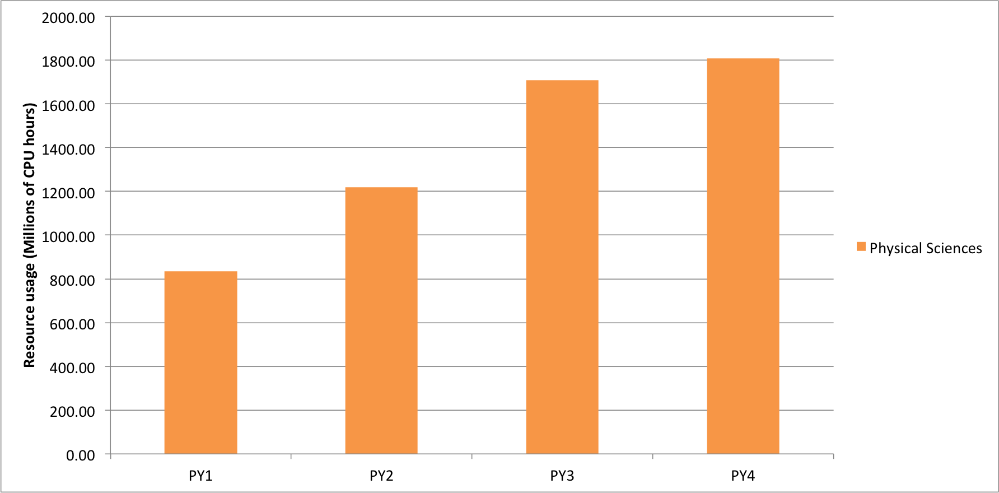 2000.00
1800.00
1600.00
1400.00
1200.00
1000.00
800.00
600.00
400.00
200.00
0.00
Resource usage (Millions of CPU hours)
PY1
PY2
PY3
PY4
Physical Sciences